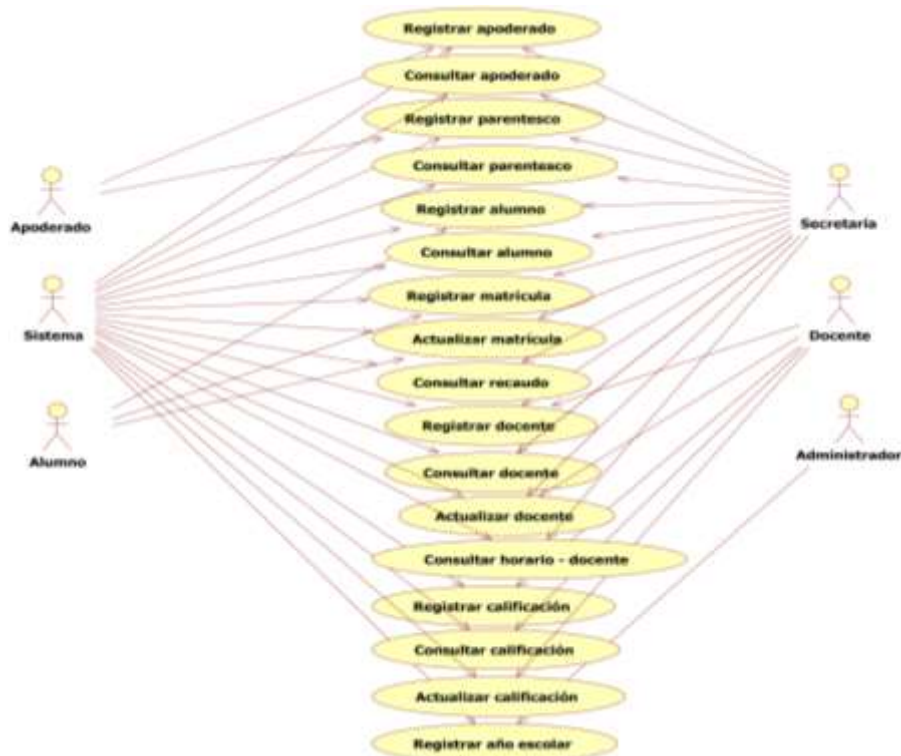 Registrar apoderado
Consultar apoderado
Registrar parentesco
Consultar parentesco
Apoderado
Registrar alumno
Secretaria
Consultar alumno
Registrar matrícula
Sistema
Actualizar matrícula
Docente
Consultar recaudo
Registrar docente
Alumno
Administrador
Consultar docente
Actualizar docente
Consultar horario - docente
Registrar calificación
Consultar calificación
Actualizar calificación
Registrar año escolar